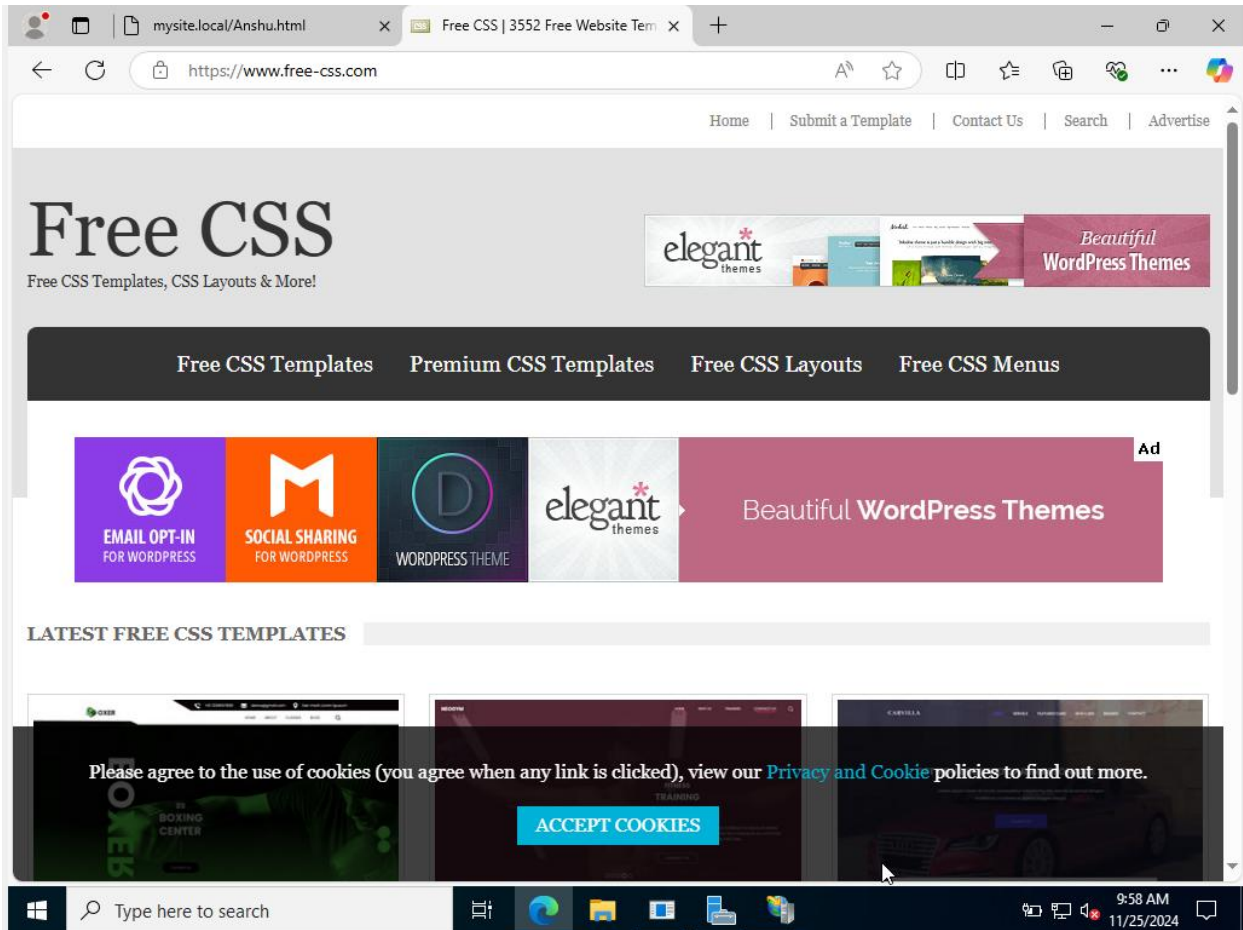 mysite.local/Anshu.html
Free CSS | 3552 Free Website Tem
https://www.free-css.com
Home | Submit a Template | Contact Us | Search | Advertise
Free CSS
Free CSS Templates, CSS Layouts & More!
elegant
themes
Beautiful
WordPress Themes
Free CSS Templates Premium CSS Templates Free CSS Layouts Free CSS Menus
Ad
EMAIL OPT-IN
FOR WORDPRESS
SOCIAL SHARING
FOR WORDPRESS
WORDPRESS THEME
elegant
themes
Beautiful WordPress Themes
LATEST FREE CSS TEMPLATES
OXER
NEOGYM
CARVILLA
Please agree to the use of cookies (you agree when any link is clicked), view our Privacy and Cookie policies to find out more.
BOXER
BOXING
CENTER
TRAINING
ACCEPT COOKIES
Type here to search
9:58 AM
11/25/2024